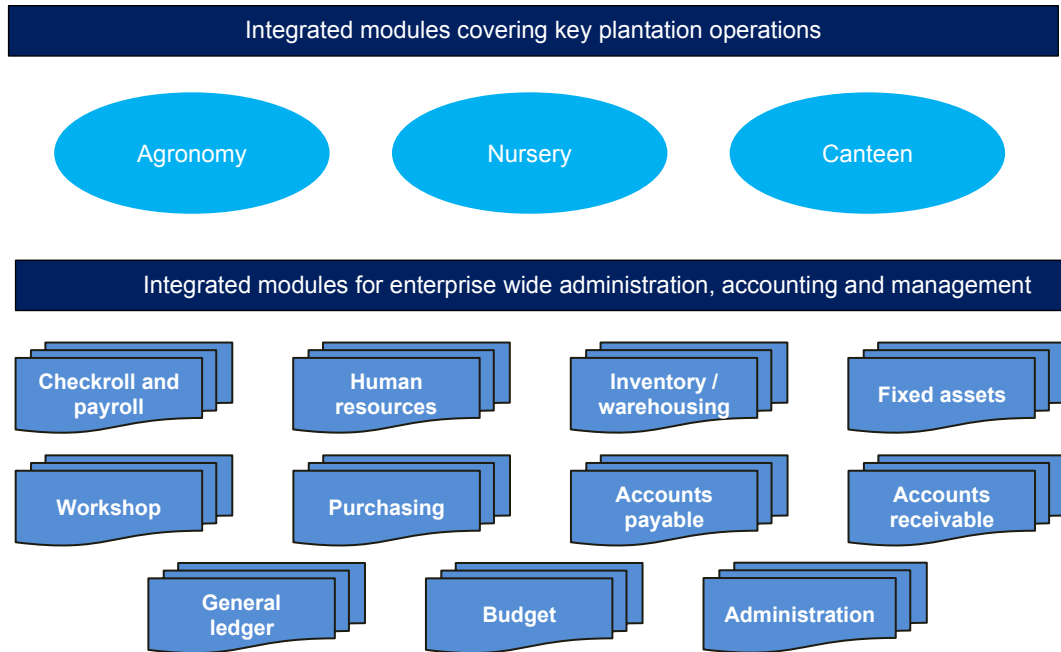 Integrated modules covering key plantation operations
Agronomy
Nursery
Canteen
Integrated modules for enterprise wide administration, accounting and management
Checkroll and
payroll
Human
resources
Inventory /
warehousing
Fixed assets
Workshop
Purchasing
Accounts
payable
Accounts
receivable
General
ledger
Budget
Administration